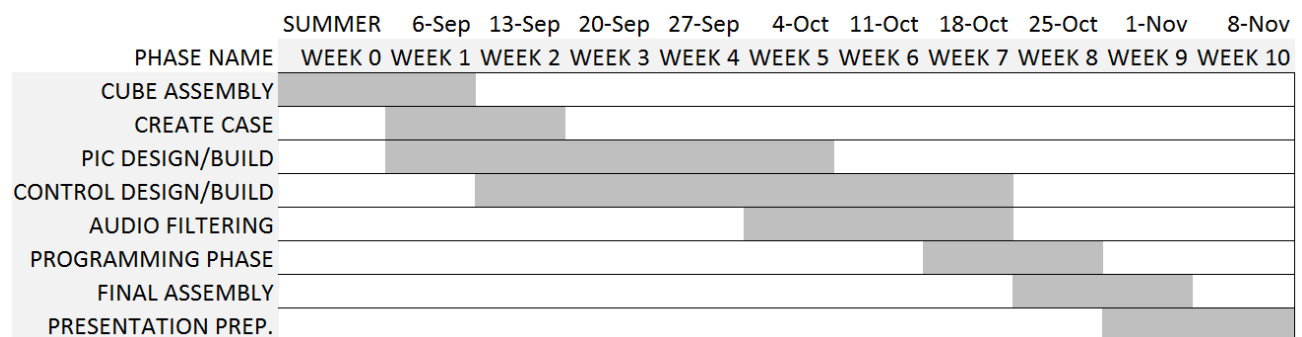 SUMMER 6-Sep 13-Sep 20-Sep 27-Sep 4-Oct 11-Oct 18-Oct 25-Oct 1-Nov 8-Nov
PHASE NAME WEEK 0 WEEK 1 WEEK 2 WEEK 3 WEEK 4 WEEK 5 WEEK 6 WEEK 7 WEEK 8 WEEK 9 WEEK 10
CUBE ASSEMBLY
CREATE CASE
PIC DESIGN/BUILD
CONTROL DESIGN/BUILD
AUDIO FILTERING
PROGRAMMING PHASE
FINAL ASSEMBLY
PRESENTATION PREP.